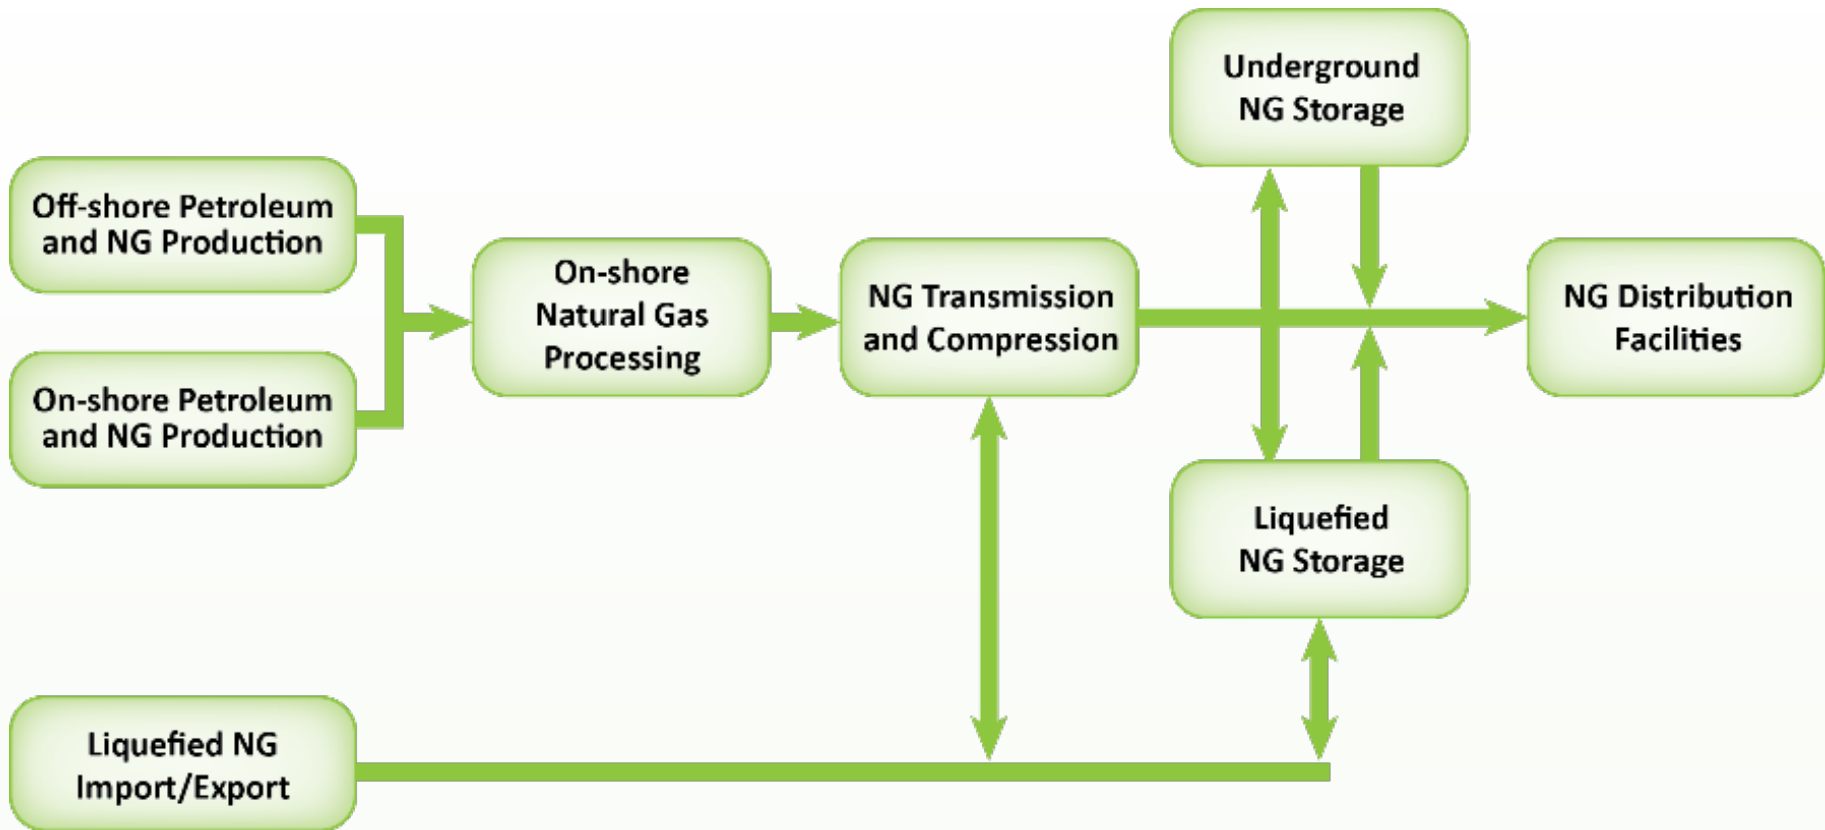 Underground
NG Storage
Off-shore Petroleum
and NG Production
On-shore
Natural Gas
Processing
NG Transmission
and Compression
NG Distribution
Facilities
On-shore Petroleum
and NG Production
Liquefied
NG Storage
Liquefied NG
Import/Export